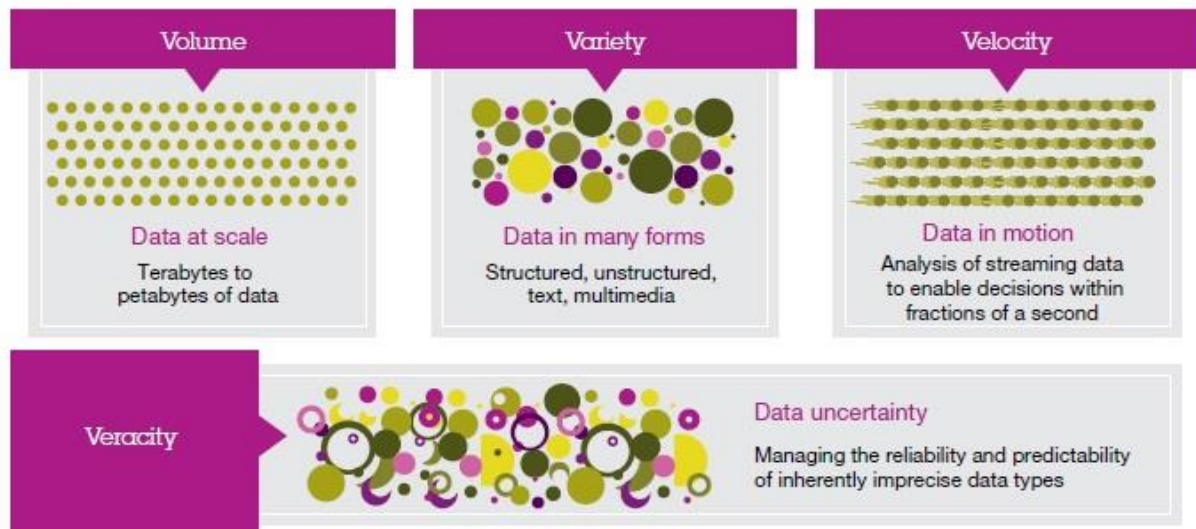 Volume
Data at scale
Terabytes to
petabytes of data
Variety
Data in many forms
Structured, unstructured,
text, multimedia
Velocity
Data in motion
Analysis of streaming data
to enable decisions within
fractions of a second
Veracity
Data uncertainty
Managing the reliability and predictability
of inherently imprecise data types